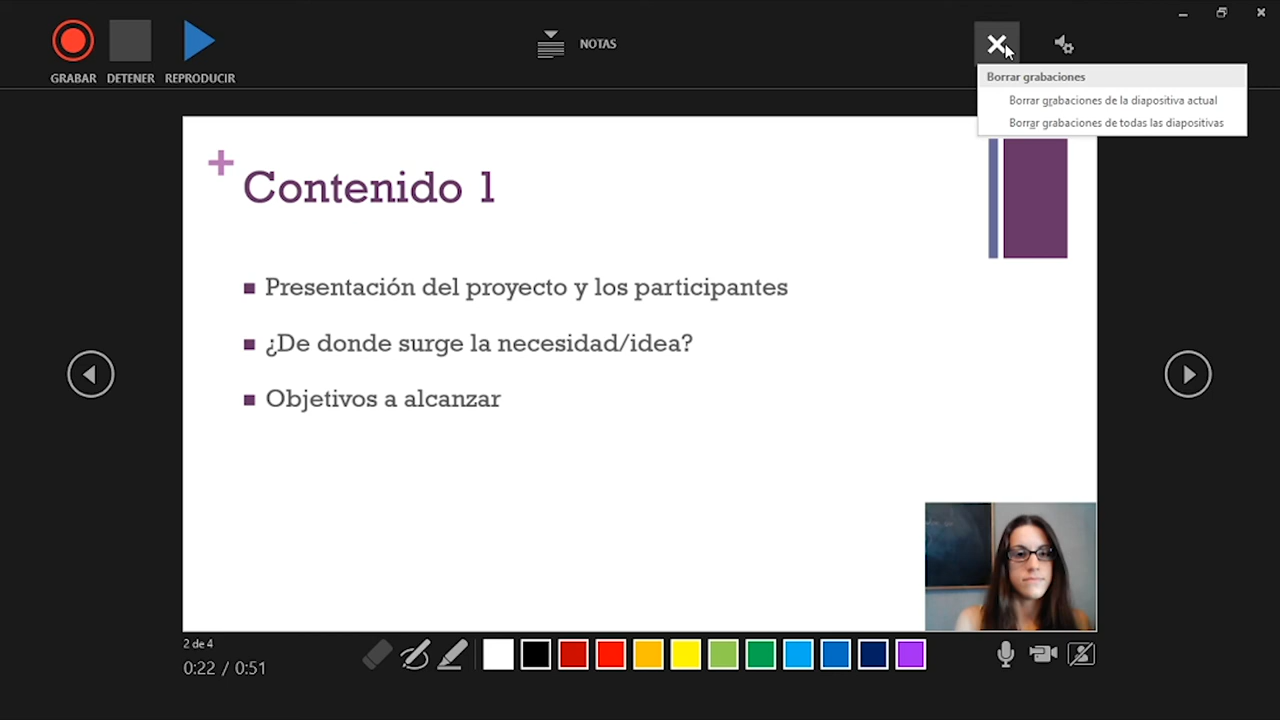 GRABAR
DETENER
REPRODUCIR
NOTAS
Borrar grabaciones
Borrar grabaciones de la diapositiva actual
Borrar grabaciones de todas las diapositivas
+
Contenido 1
Presentación del proyecto y los participantes
¿De donde surge la necesidad/idea?
Objetivos a alcanzar
2 de 4
0:22 / 0:51